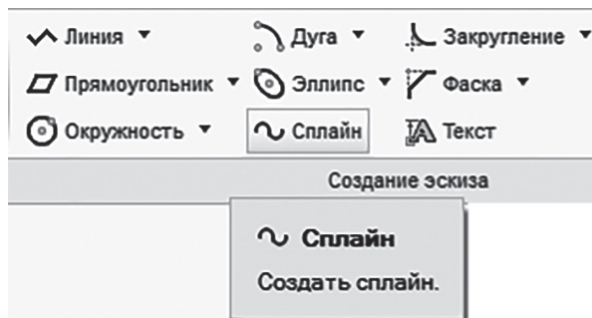 Линия Дуга Закругление
Прямоугольник Эллипс Фаска
Окружность Сплайн Текст
Создание эскиза
Сплайн
Создать сплайн.